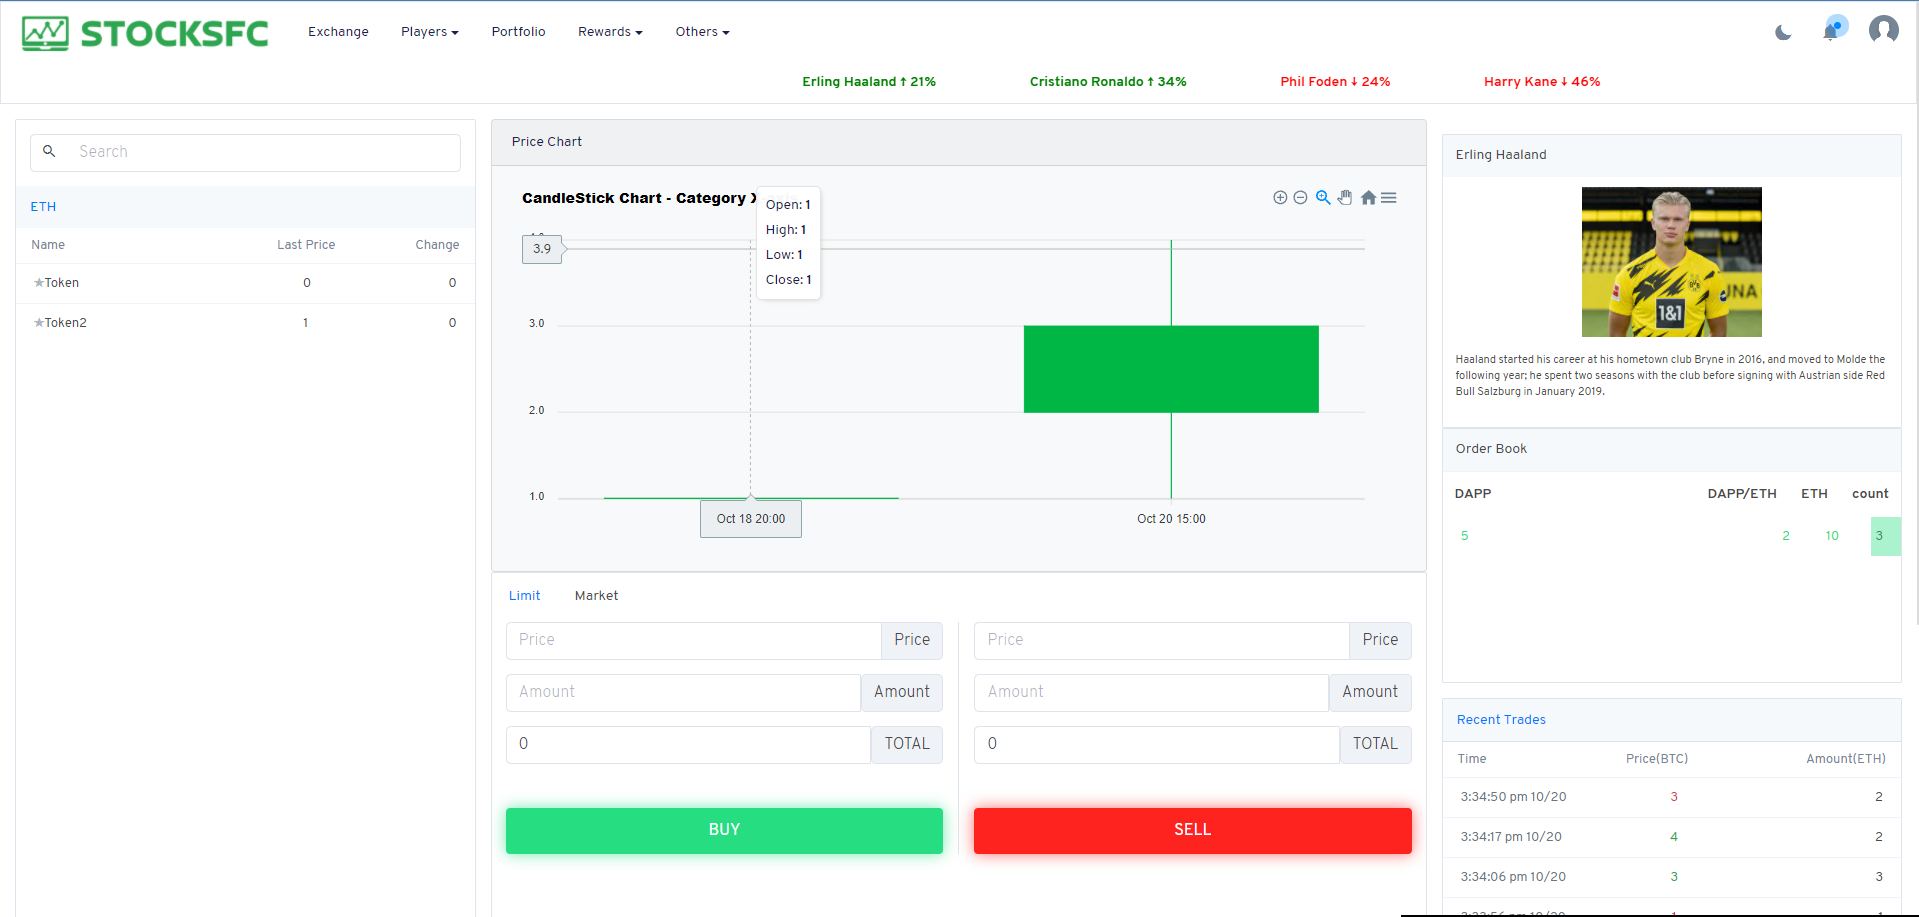 STOCKSFC
Exchange Players Portfolio Rewards Others
Erling Haaland ↑ 21% Cristiano Ronaldo ↑ 34% Phil Foden ↓ 24% Harry Kane ↓ 46%
Search
ETH
Name Last Price Change
★Token 0 0
★Token2 1 0
Price Chart
CandleStick Chart - Category
Open: 1
High: 1
Low: 1
Close: 1
3.9
3.0
2.0
1.0
Oct 18 20:00 Oct 20 15:00
Limit Market
Price Price Price Price
Amount Amount Amount Amount
0 TOTAL 0 TOTAL
BUY SELL
Erling Haaland
1&1
UNA
Haaland started his career at his hometown club Bryne in 2016, and moved to Molde the
following year; he spent two seasons with the club before signing with Austrian side Red
Bull Salzburg in January 2019.
Order Book
DAPP DAPP/ETH ETH count
5 2 10 3
Recent Trades
Time Price(BTC) Amount(ETH)
3:34:50 pm 10/20 3 2
3:34:17 pm 10/20 4 2
3:34:06 pm 10/20 3 3